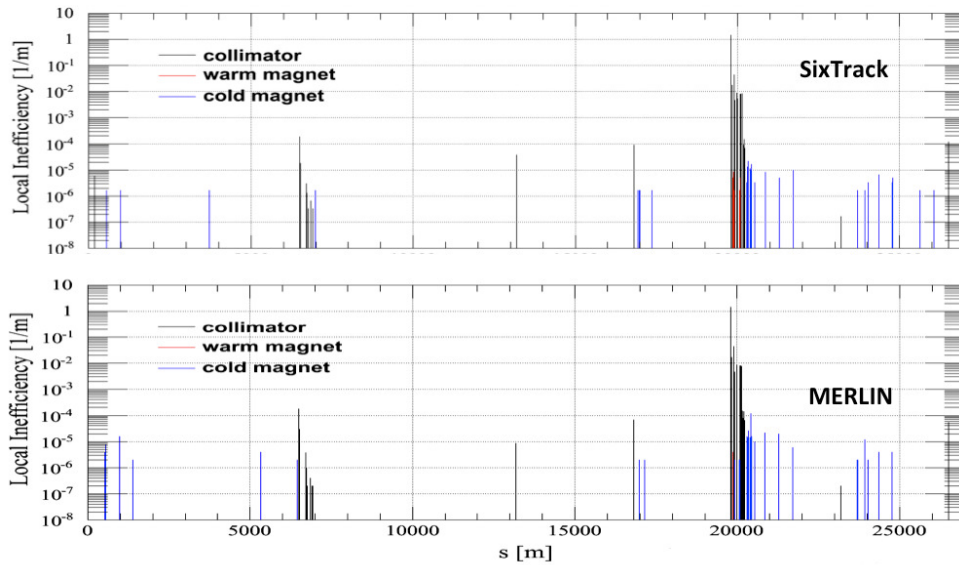 10
1
10⁻¹
10⁻²
10⁻³
10⁻⁴
10⁻⁵
10⁻⁶
10⁻⁷
10⁻⁸
Local Inefficiency [1/m]
collimator
warm magnet
cold magnet
SixTrack
10
1
10⁻¹
10⁻²
10⁻³
10⁻⁴
10⁻⁵
10⁻⁶
10⁻⁷
10⁻⁸
Local Inefficiency [1/m]
collimator
warm magnet
cold magnet
MERLIN
0 5000 10000 15000 20000 25000
s [m]